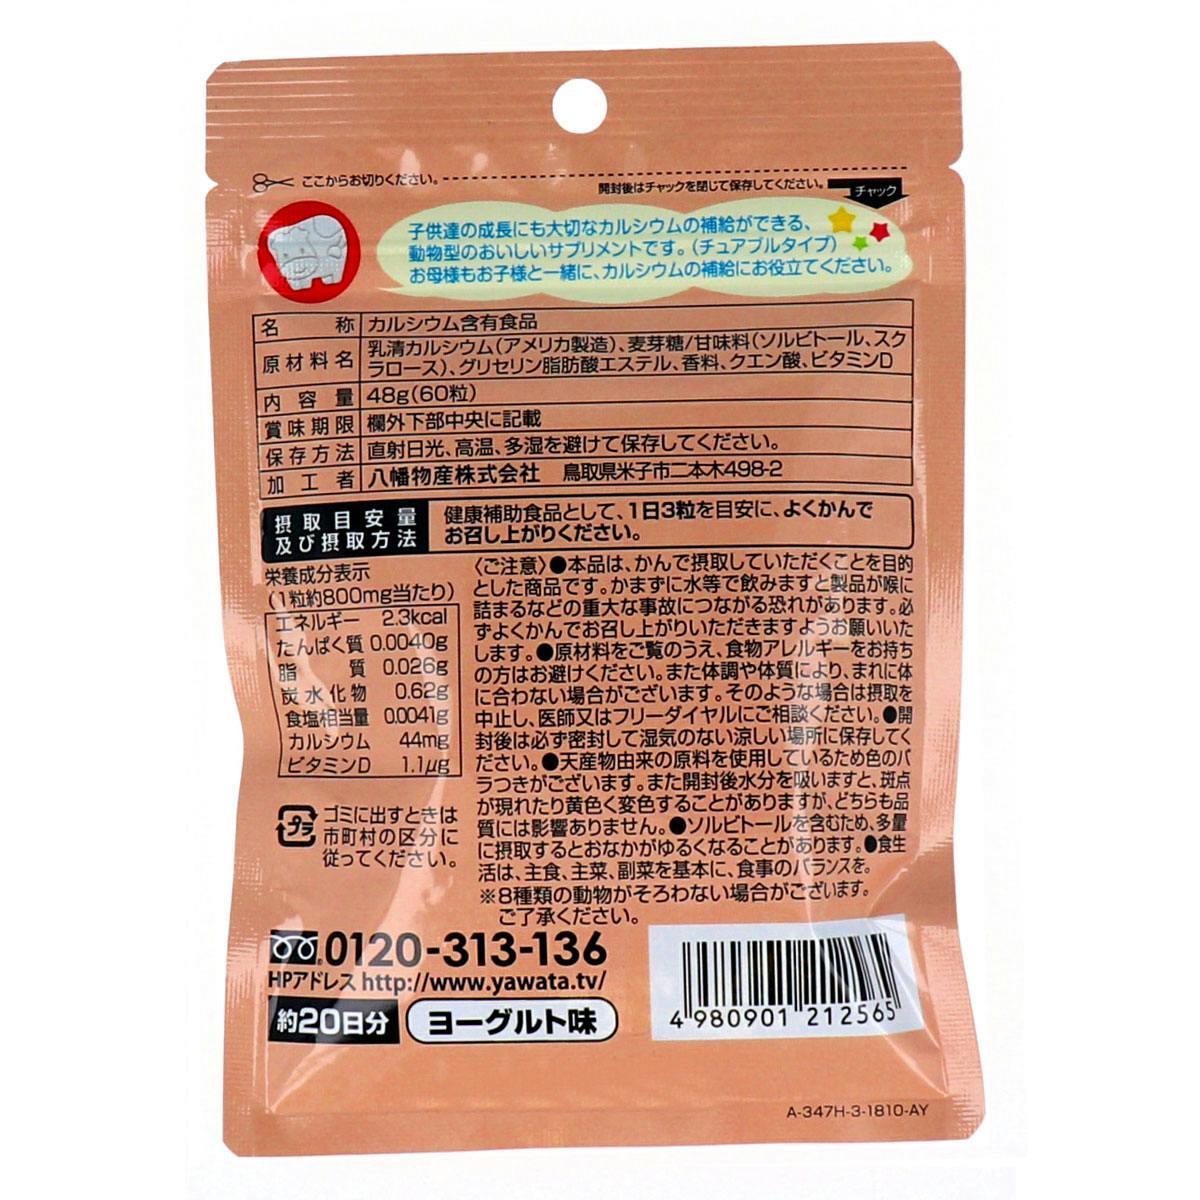 ここからお切りください。
開封後はチャックを閉じて保存してください。
チャック
子供達の成長にも大切なカルシウムの補給ができる、
動物型のおいしいサプリメントです。(チュアブルタイプ)
お母様もお子様と一緒に、カルシウムの補給にお役立てください。
名称 カルシウム含有食品
原材料名 乳清カルシウム(アメリカ製造)、麦芽糖/甘味料(ソルビトール、スク
ラロース)、グリセリン脂肪酸エステル、香料、クエン酸、ビタミンD
内容量 48g(60粒)
賞味期限 欄外下部中央に記載
保存方法 直射日光、高温、多湿を避けて保存してください。
加工者 八幡物産株式会社 鳥取県米子市二本木498-2
摂取目安量
及び摂取方法
健康補助食品として、1日3粒を目安に、よくかんで
お召し上がりください。
栄養成分表示
(1粒約800mg当たり)
エネルギー 2.3kcal
たんぱく質 0.0040g
脂質 0.026g
炭水化物 0.62g
食塩相当量 0.0041g
カルシウム 44mg
ビタミンD 1.1μg
プラ
ゴミに出すときは
市町村の区分に
従ってください。
〈ご注意〉●本品は、かんで摂取していただくことを目的
とした商品です。かまずに水等で飲みますと製品が喉に
詰まるなどの重大な事故につながる恐れがあります。必
ずよくかんでお召し上がりいただきますようお願いいた
します。●原材料をご覧のうえ、食物アレルギーをお持ち
の方はお避けください。また体調や体質により、まれに体
に合わない場合がございます。そのような場合は摂取を
中止し、医師又はフリーダイヤルにご相談ください。●開
封後は必ず密封して湿気のない涼しい場所に保存してく
ださい。●天産物由来の原料を使用しているため色のバ
ラつきがございます。また開封後水分を吸いますと、斑点
が現れたり黄色く変色することがありますが、どちらも品
質には影響ありません。●ソルビトールを含むため、多量
に摂取するとおなかがゆるくなることがあります。●食生
活は、主食、主菜、副菜を基本に、食事のバランスを。
※8種類の動物がそろわない場合がございます。
ご了承ください。
0120-313-136
HPアドレス http://www.yawata.tv/
約20日分 ヨーグルト味
4 980901 212565
A-347H-3-1810-AY